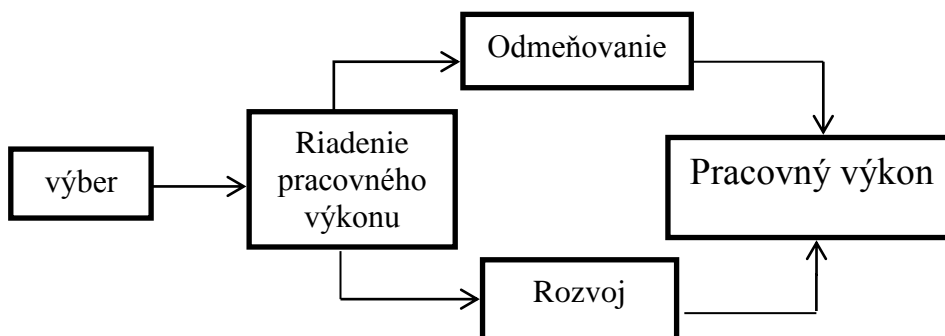 Odmeňovanie
výber
Riadenie
pracovného
výkonu
Pracovný výkon
Rozvoj